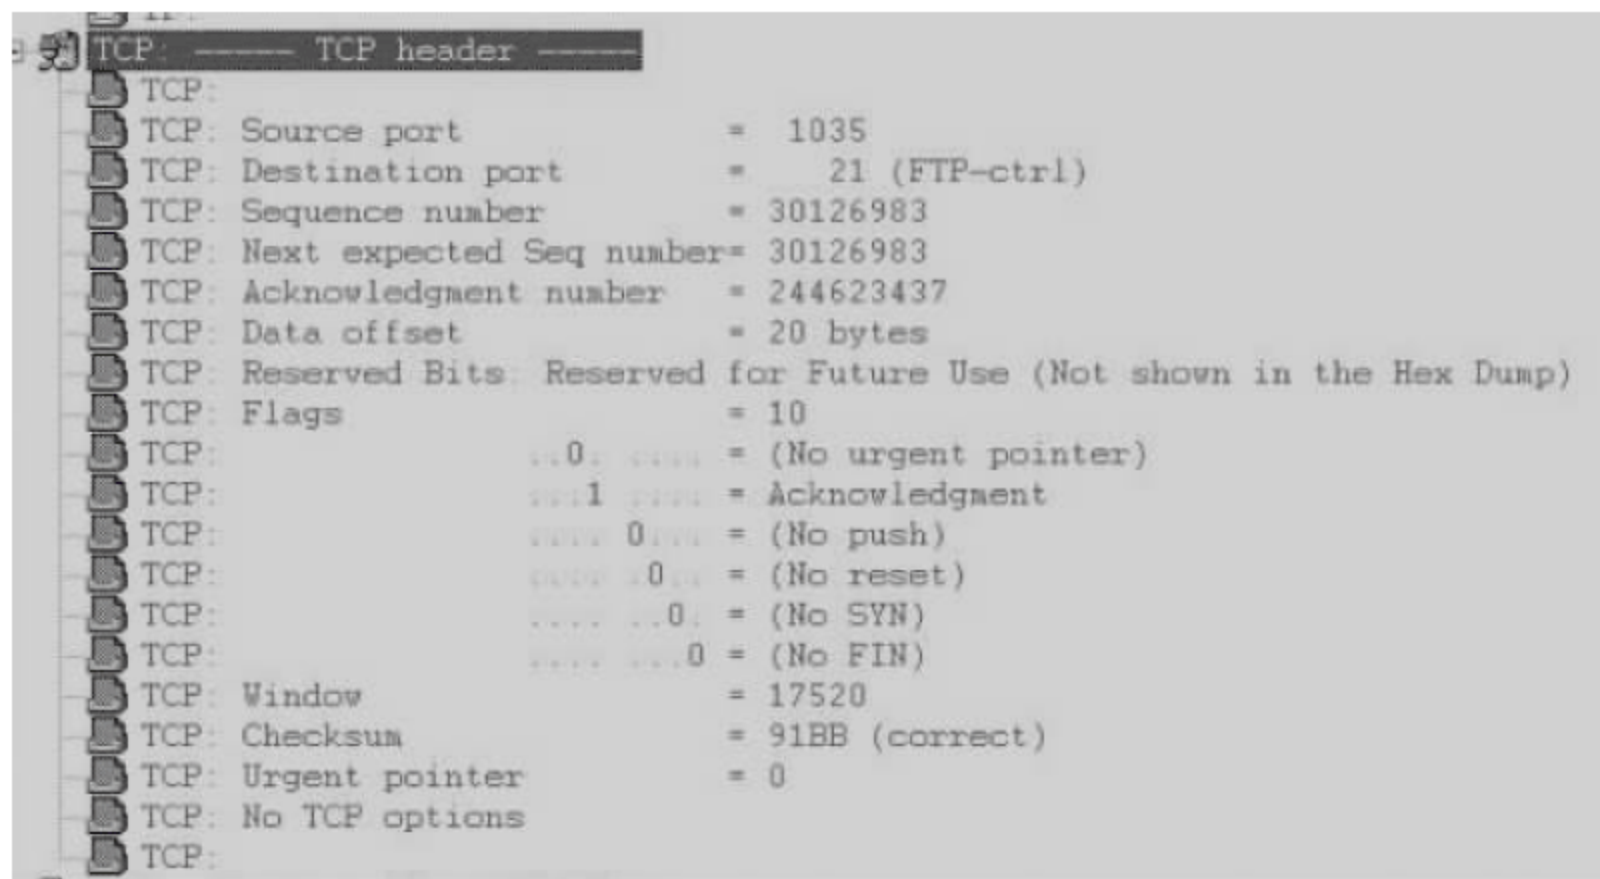 TCP: ----- TCP header -----
TCP:
TCP: Source port = 1035
TCP: Destination port = 21 (FTP-ctrl)
TCP: Sequence number = 30126983
TCP: Next expected Seq number= 30126983
TCP: Acknowledgment number = 244623437
TCP: Data offset = 20 bytes
TCP: Reserved Bits: Reserved for Future Use (Not shown in the Hex Dump)
TCP: Flags = 10
TCP: ..0. .... = (No urgent pointer)
TCP: ...1 .... = Acknowledgment
TCP: .... 0... = (No push)
TCP: .... .0.. = (No reset)
TCP: .... ..0. = (No SYN)
TCP: .... ...0 = (No FIN)
TCP: Window = 17520
TCP: Checksum = 91BB (correct)
TCP: Urgent pointer = 0
TCP: No TCP options
TCP: